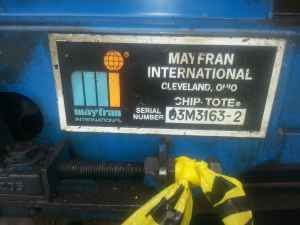 MAYFRAN
INTERNATIONAL
CLEVELAND, OHIO
CHIP-TOTE®
SERIAL
NUMBER 03M3163-2
mayfran
INTERNATIONAL